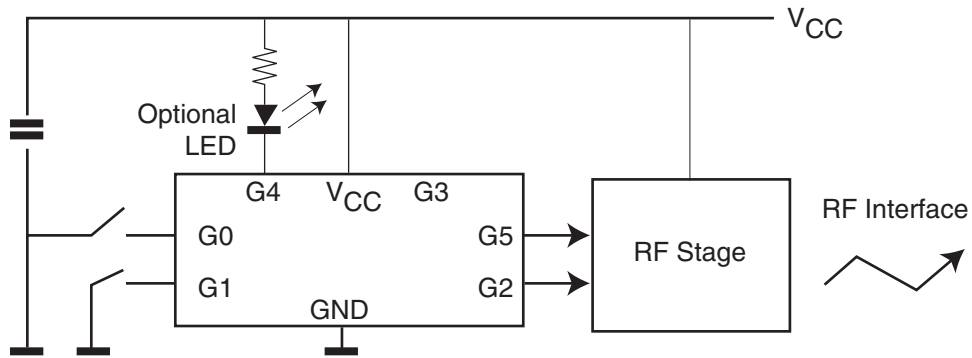 VCC
Optional
LED
G4 VCC G3
G0 G5
G1 G2
GND
RF Stage
RF Interface